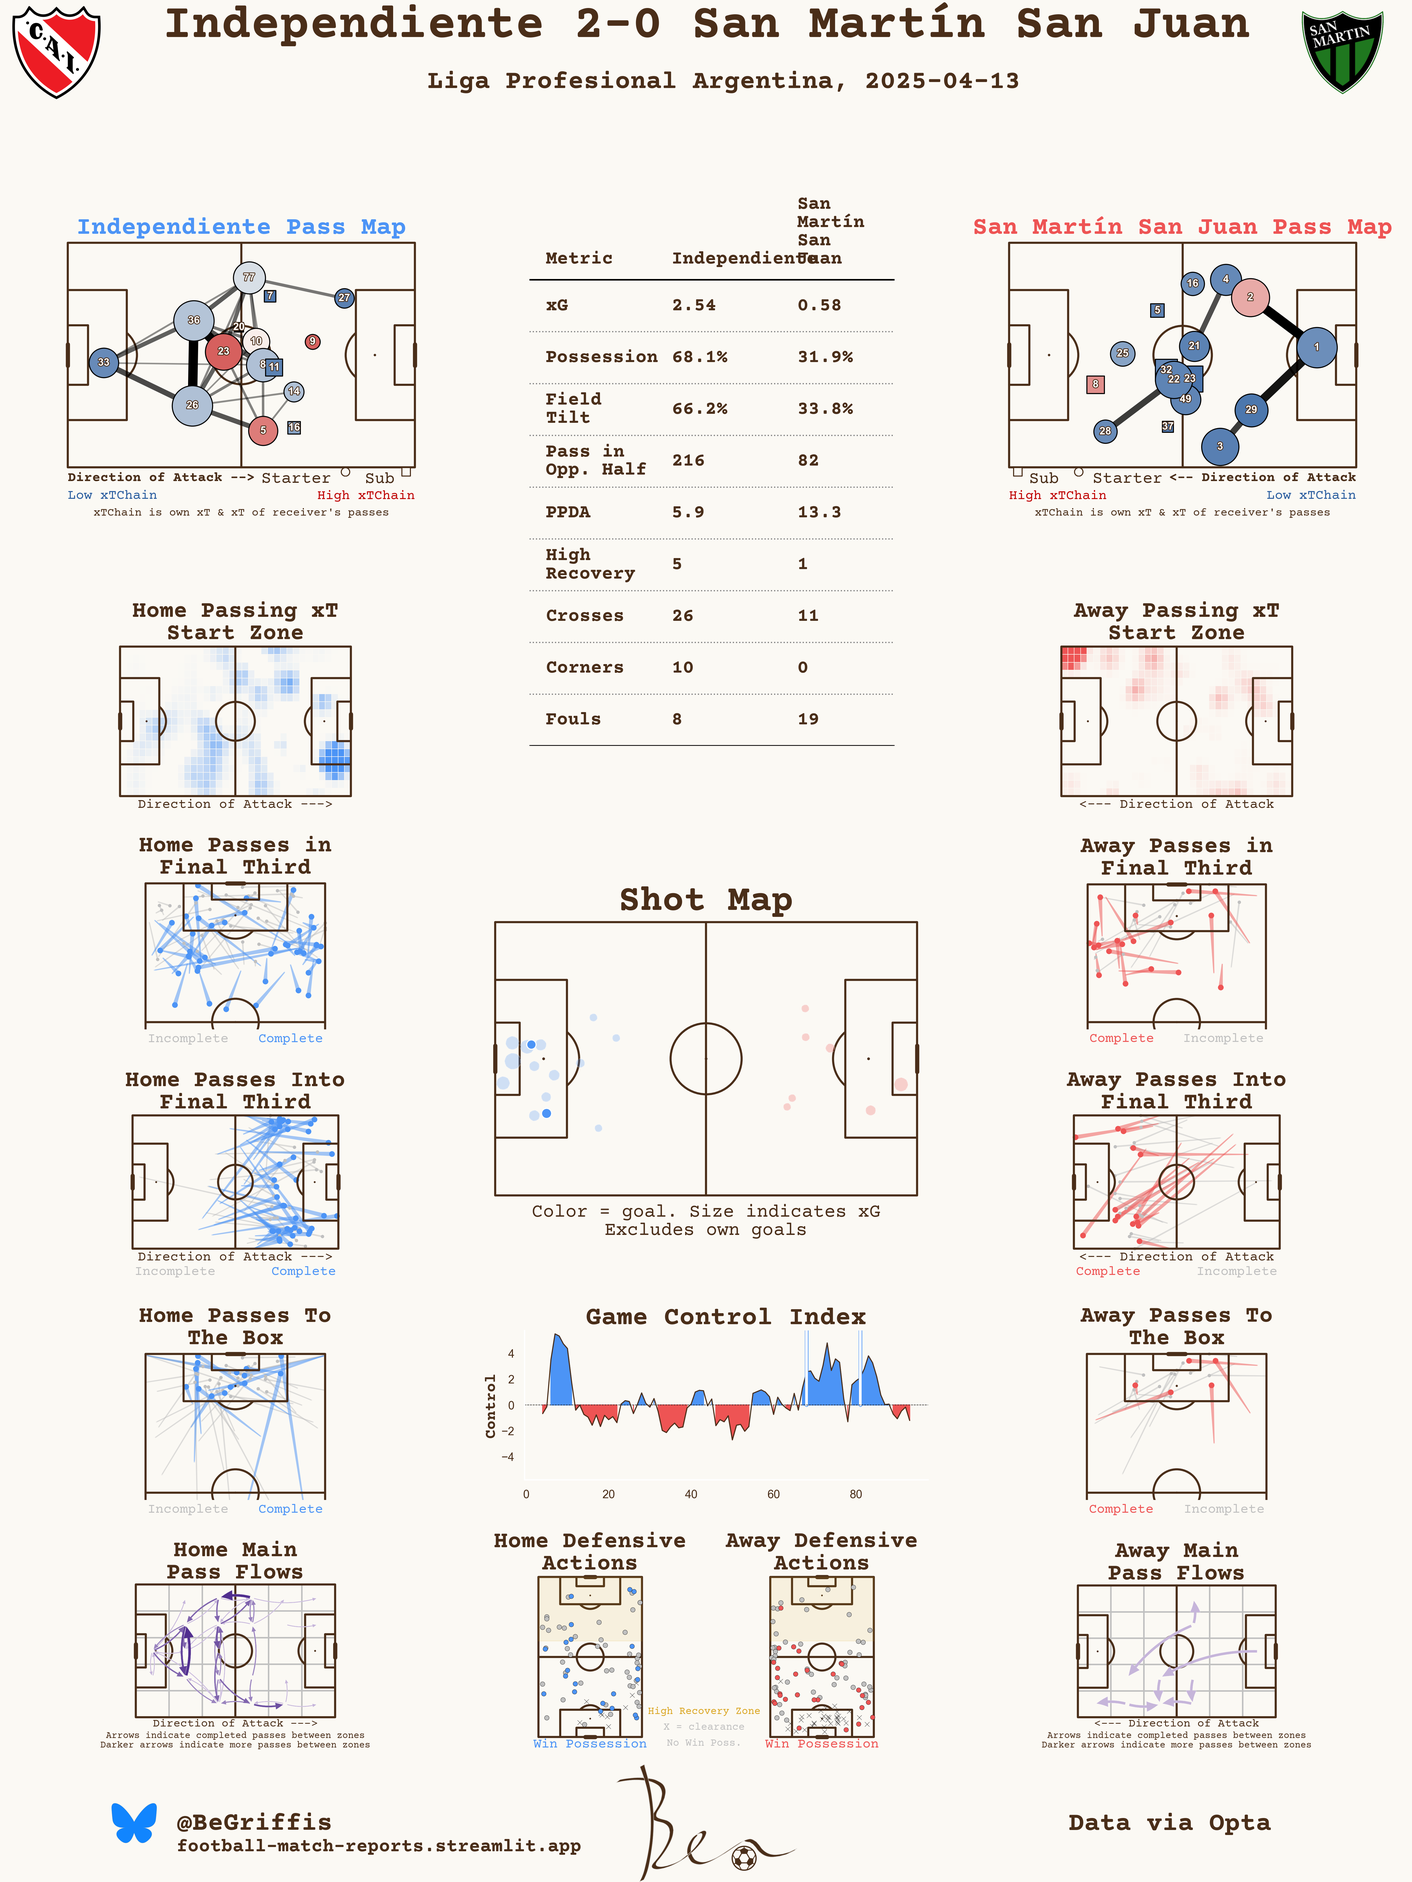 Independiente 2-0 San Martín San Juan
Liga Profesional Argentina, 2025-04-13
C.A.I.
SAN MARTIN
Independiente Pass Map
77
7
27
36
20
10
9
23
33
8
11
14
26
5
16
Direction of Attack --> Starter Sub
Low xTChain High xTChain
xTChain is own xT & xT of receiver's passes
Metric Independiente San Martín San Juan
xG 2.54 0.58
Possession 68.1% 31.9%
Field Tilt 66.2% 33.8%
Pass in Opp. Half 216 82
PPDA 5.9 13.3
High Recovery 5 1
Crosses 26 11
Corners 10 0
Fouls 8 19
San Martín San Juan Pass Map
16
4
2
5
21
1
25
32
22
23
8
49
29
28
37
3
Sub Starter <-- Direction of Attack
High xTChain Low xTChain
xTChain is own xT & xT of receiver's passes
Home Passing xT
Start Zone
Direction of Attack --->
Away Passing xT
Start Zone
<--- Direction of Attack
Home Passes in
Final Third
Incomplete Complete
Away Passes in
Final Third
Complete Incomplete
Shot Map
Color = goal. Size indicates xG
Excludes own goals
Home Passes Into
Final Third
Direction of Attack --->
Incomplete Complete
Away Passes Into
Final Third
<--- Direction of Attack
Complete Incomplete
Home Passes To
The Box
Incomplete Complete
Game Control Index
Control
4
2
0
−2
−4
0 20 40 60 80
Away Passes To
The Box
Complete Incomplete
Home Main
Pass Flows
Direction of Attack --->
Arrows indicate completed passes between zones
Darker arrows indicate more passes between zones
Home Defensive
Actions
Win Possession
High Recovery Zone
X = clearance
No Win Poss.
Away Defensive
Actions
Win Possession
Away Main
Pass Flows
<--- Direction of Attack
Arrows indicate completed passes between zones
Darker arrows indicate more passes between zones
@BeGriffis
football-match-reports.streamlit.app
Ben
Data via Opta